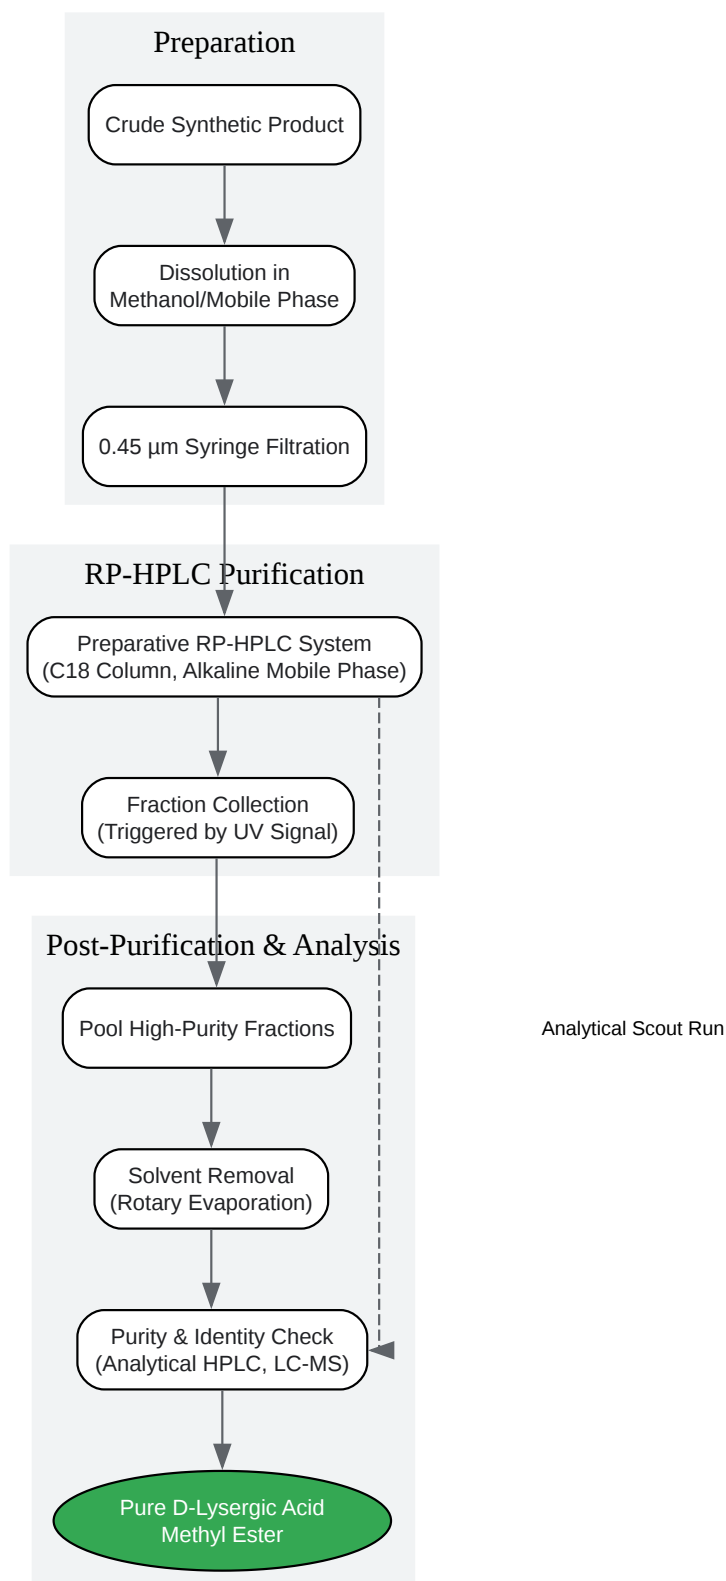 Preparation
Crude Synthetic Product
Dissolution in
Methanol/Mobile Phase
0.45 µm Syringe Filtration
RP-HPLC Purification
Preparative RP-HPLC System
(C18 Column, Alkaline Mobile Phase)
Fraction Collection
(Triggered by UV Signal)
Post-Purification & Analysis
Pool High-Purity Fractions
Analytical Scout Run
Solvent Removal
(Rotary Evaporation)
Purity & Identity Check
(Analytical HPLC, LC-MS)
Pure D-Lysergic Acid
Methyl Ester